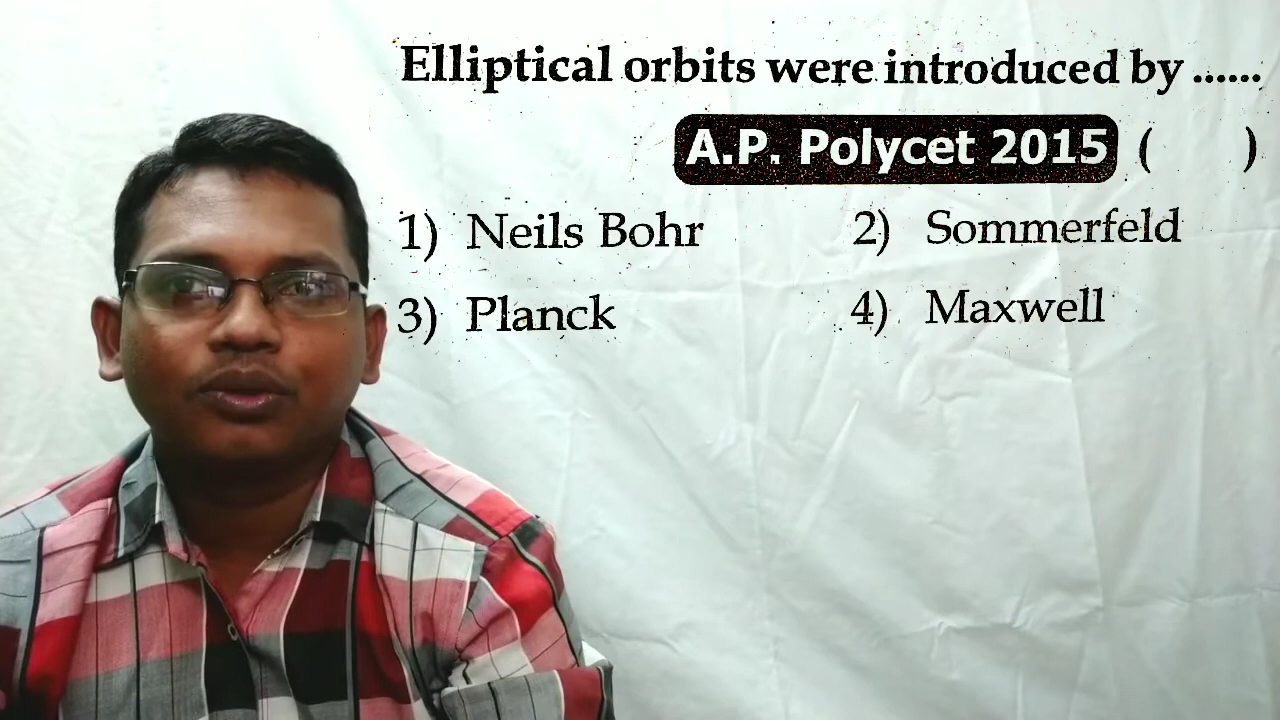 Elliptical orbits were introduced by ......
A.P. Polycet 2015 ( )
1) Neils Bohr 2) Sommerfeld
3) Planck 4) Maxwell